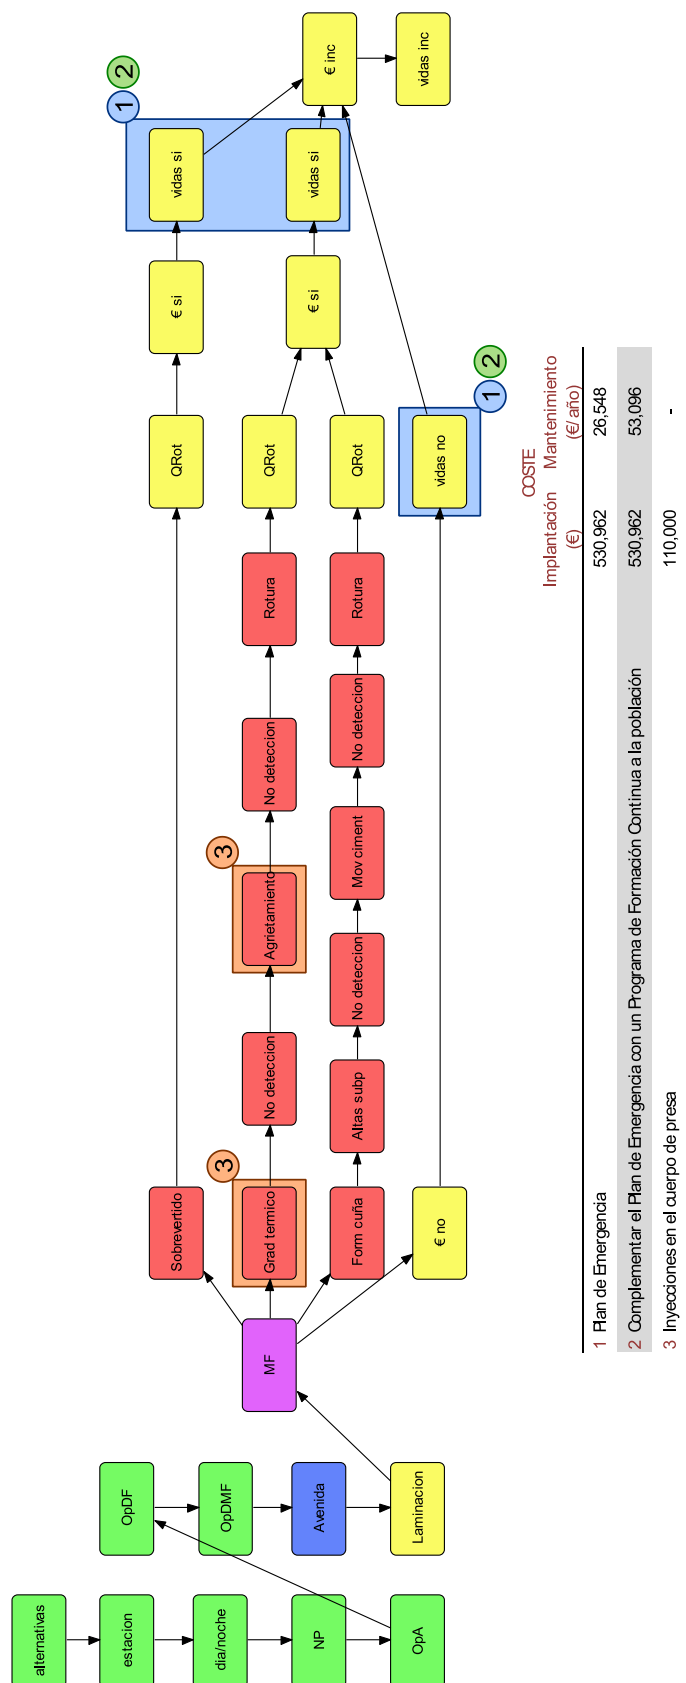 alternativas
estacion
dia/noche
NP
OpA
OpDF
OpDMF
Avenida
Laminacion
MF
Sobrevertido
QRot
€ si
vidas si
1
2
Grad termico
3
No deteccion
Agrietamiento
3
No deteccion
Rotura
QRot
€ si
vidas si
Form cuña
Altas subp
No deteccion
Mov ciment
No deteccion
Rotura
QRot
€ no
vidas no
1
2
€ inc
vidas inc
COSTE
Implantación Mantenimiento
(€) (€/año)
1 Plan de Emergencia 530,962 26,548
2 Complementar el Plan de Emergencia con un Programa de Formación Continua a la población 530,962 53,096
3 Inyecciones en el cuerpo de presa 110,000 -